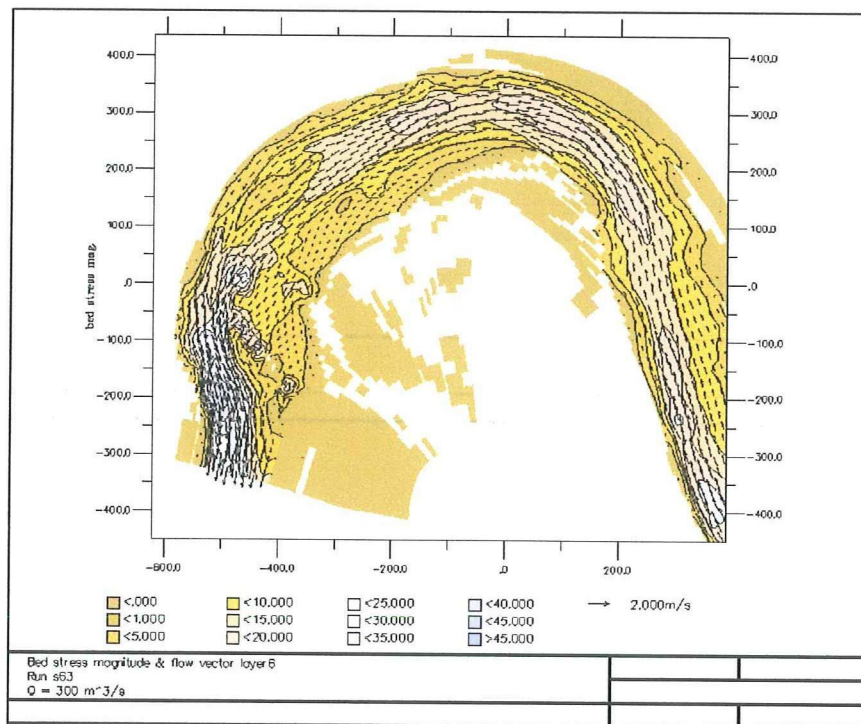 400.0
300.0
200.0
100.0
.0
-100.0
-200.0
-300.0
-400.0
bed stress mag.
400.0
300.0
200.0
100.0
.0
-100.0
-200.0
-300.0
-400.0
-600.0 -400.0 -200.0 .0 200.0
<.000 <10.000 <25.000 <40.000 2.000m/s
<1.000 <15.000 <30.000 <45.000
<5.000 <20.000 <35.000 >45.000
Bed stress magnitude & flow vector layer6
Run s63
Q = 300 m^3/s